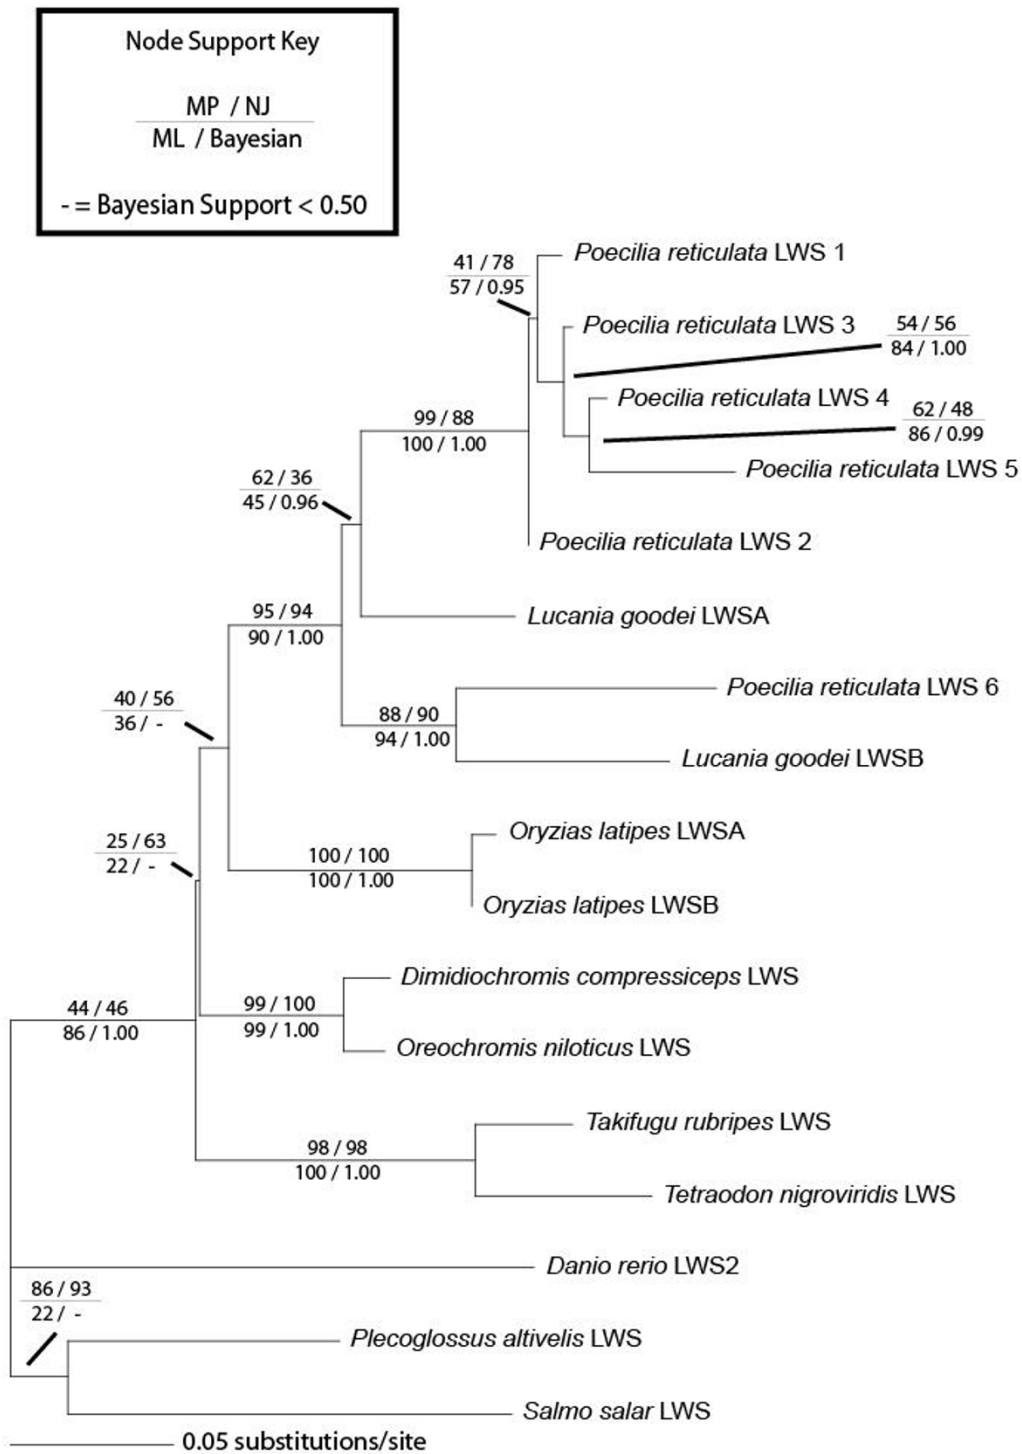 Node Support Key
MP / NJ
ML / Bayesian
- = Bayesian Support < 0.50
Poecilia reticulata LWS 1
41 / 78
57 / 0.95
Poecilia reticulata LWS 3
54 / 56
84 / 1.00
Poecilia reticulata LWS 4
62 / 48
86 / 0.99
99 / 88
100 / 1.00
Poecilia reticulata LWS 5
62 / 36
45 / 0.96
Poecilia reticulata LWS 2
95 / 94
90 / 1.00
Lucania goodei LWSA
Poecilia reticulata LWS 6
40 / 56
36 / -
88 / 90
94 / 1.00
Lucania goodei LWSB
Oryzias latipes LWSA
25 / 63
22 / -
100 / 100
100 / 1.00
Oryzias latipes LWSB
Dimidiochromis compressiceps LWS
44 / 46
86 / 1.00
99 / 100
99 / 1.00
Oreochromis niloticus LWS
Takifugu rubripes LWS
98 / 98
100 / 1.00
Tetraodon nigroviridis LWS
Danio rerio LWS2
86 / 93
22 / -
Plecoglossus altivelis LWS
Salmo salar LWS
0.05 substitutions/site